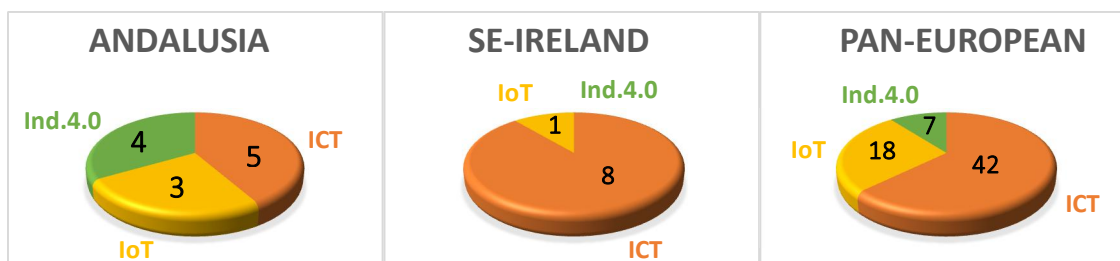 ANDALUSIA
Ind.4.0
4
5
ICT
3
IoT
SE-IRELAND
IoT
Ind.4.0
1
8
ICT
PAN-EUROPEAN
Ind.4.0
7
IoT
18
42
ICT